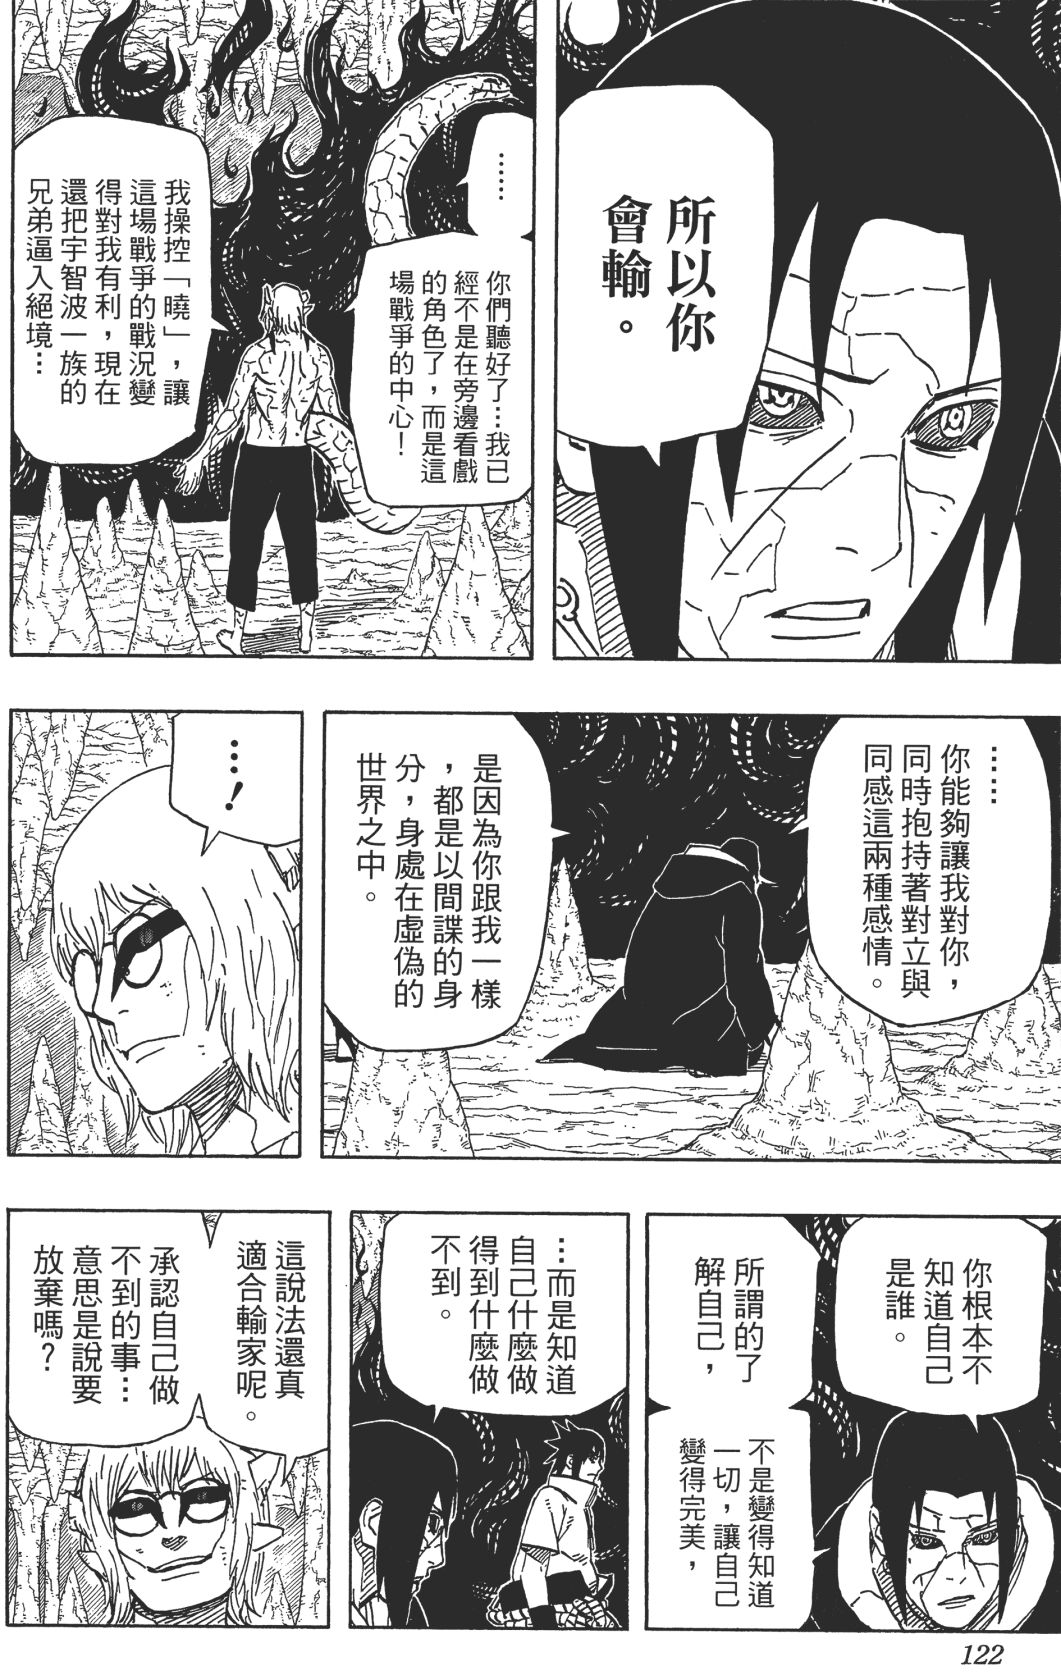 所以你
會輸。
……
你們聽好了…我已
經不是在旁邊看戲
的角色了，而是這
場戰爭的中心！
我操控「曉」，讓
這場戰爭的戰況變
得對我有利，現在
還把宇智波一族的
兄弟逼入絕境…
……
你能夠讓我對你，
同時抱持著對立與
同感這兩種感情。
是因為你跟我一樣
，都是以間諜的身
分，身處在虛偽的
世界之中。
…！
你根本不
知道自己
是誰。
所謂的了
解自己，
不是變得知道
一切，讓自己
變得完美，
…而是知道
自己什麼做
得到什麼做
不到。
這說法還真
適合輸家呢。
承認自己做
不到的事…
意思是說要
放棄嗎？
122